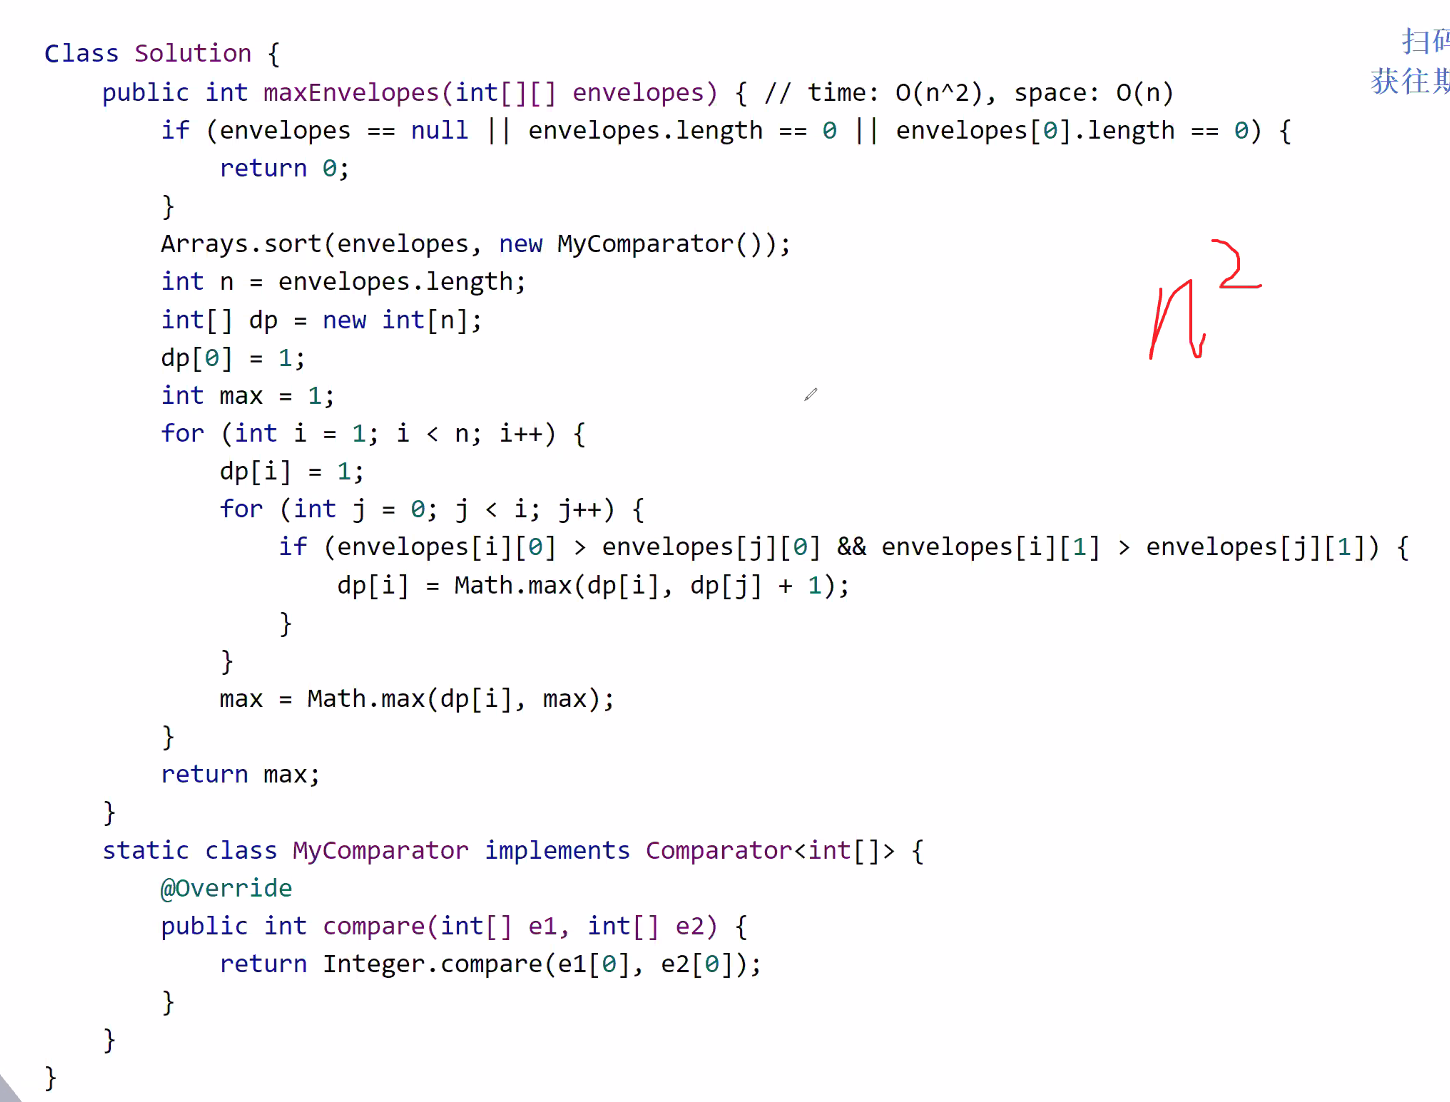 Class Solution {
public int maxEnvelopes(int[][] envelopes) { // time: O(n^2), space: O(n)
if (envelopes == null || envelopes.length == 0 || envelopes[0].length == 0) {
return 0;
}
Arrays.sort(envelopes, new MyComparator());
int n = envelopes.length;
int[] dp = new int[n];
dp[0] = 1;
int max = 1;
for (int i = 1; i < n; i++) {
dp[i] = 1;
for (int j = 0; j < i; j++) {
if (envelopes[i][0] > envelopes[j][0] && envelopes[i][1] > envelopes[j][1]) {
dp[i] = Math.max(dp[i], dp[j] + 1);
}
}
max = Math.max(dp[i], max);
}
return max;
}
static class MyComparator implements Comparator<int[]> {
@Override
public int compare(int[] e1, int[] e2) {
return Integer.compare(e1[0], e2[0]);
}
}
}
扫码
获往期
n²